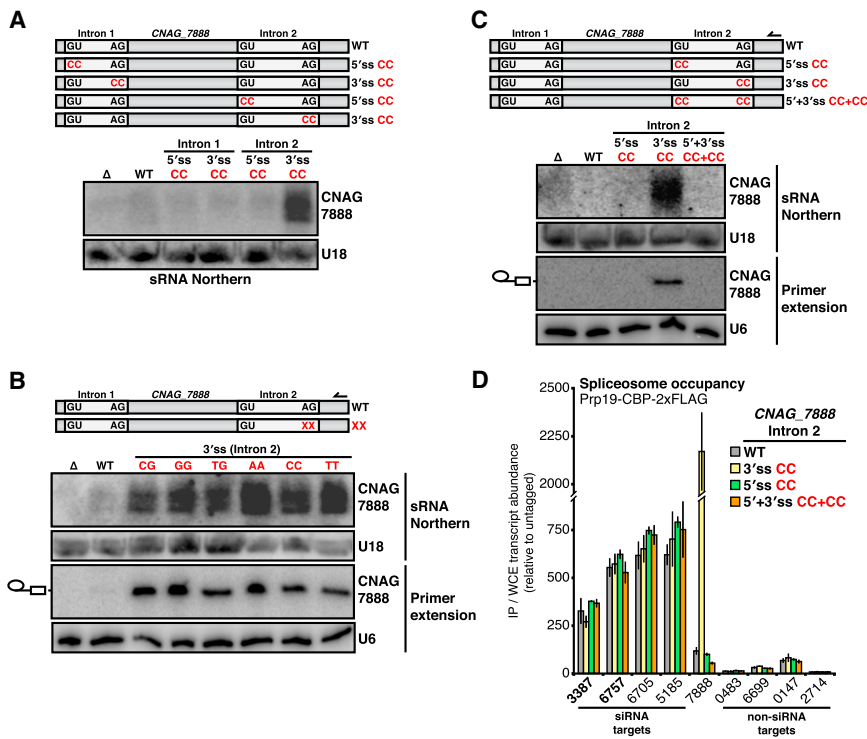 A
Intron 1 CNAG_7888 Intron 2
GU AG GU AG WT
CC AG GU AG 5′ss CC
GU CC GU AG 3′ss CC
GU AG CC AG 5′ss CC
GU AG GU CC 3′ss CC
Intron 1 Intron 2
5′ss 3′ss 5′ss 3′ss
Δ WT CC CC CC CC
CNAG
7888
U18
sRNA Northern
B
Intron 1 CNAG_7888 Intron 2
GU AG GU AG WT
GU AG GU XX XX
3′ss (Intron 2)
Δ WT CG GG TG AA CC TT
CNAG
7888
sRNA
Northern
U18
CNAG
7888
Primer
extension
U6
C
Intron 1 CNAG_7888 Intron 2
GU AG GU AG WT
GU AG CC AG 5′ss CC
GU AG GU CC 3′ss CC
GU AG CC CC 5′+3′ss CC+CC
Intron 2
5′ss 3′ss 5′+3′ss
Δ WT CC CC CC+CC
CNAG
7888
sRNA
Northern
U18
CNAG
7888
Primer
extension
U6
D
Spliceosome occupancy
Prp19-CBP-2xFLAG
CNAG_7888
Intron 2
WT
3′ss CC
5′ss CC
5′+3′ss CC+CC
IP / WCE transcript abundance
(relative to untagged)
2500
2250
2000
750
500
250
0
3387 6757 6705 5185 7888 0483 6699 0147 2714
siRNA
targets
non-siRNA
targets